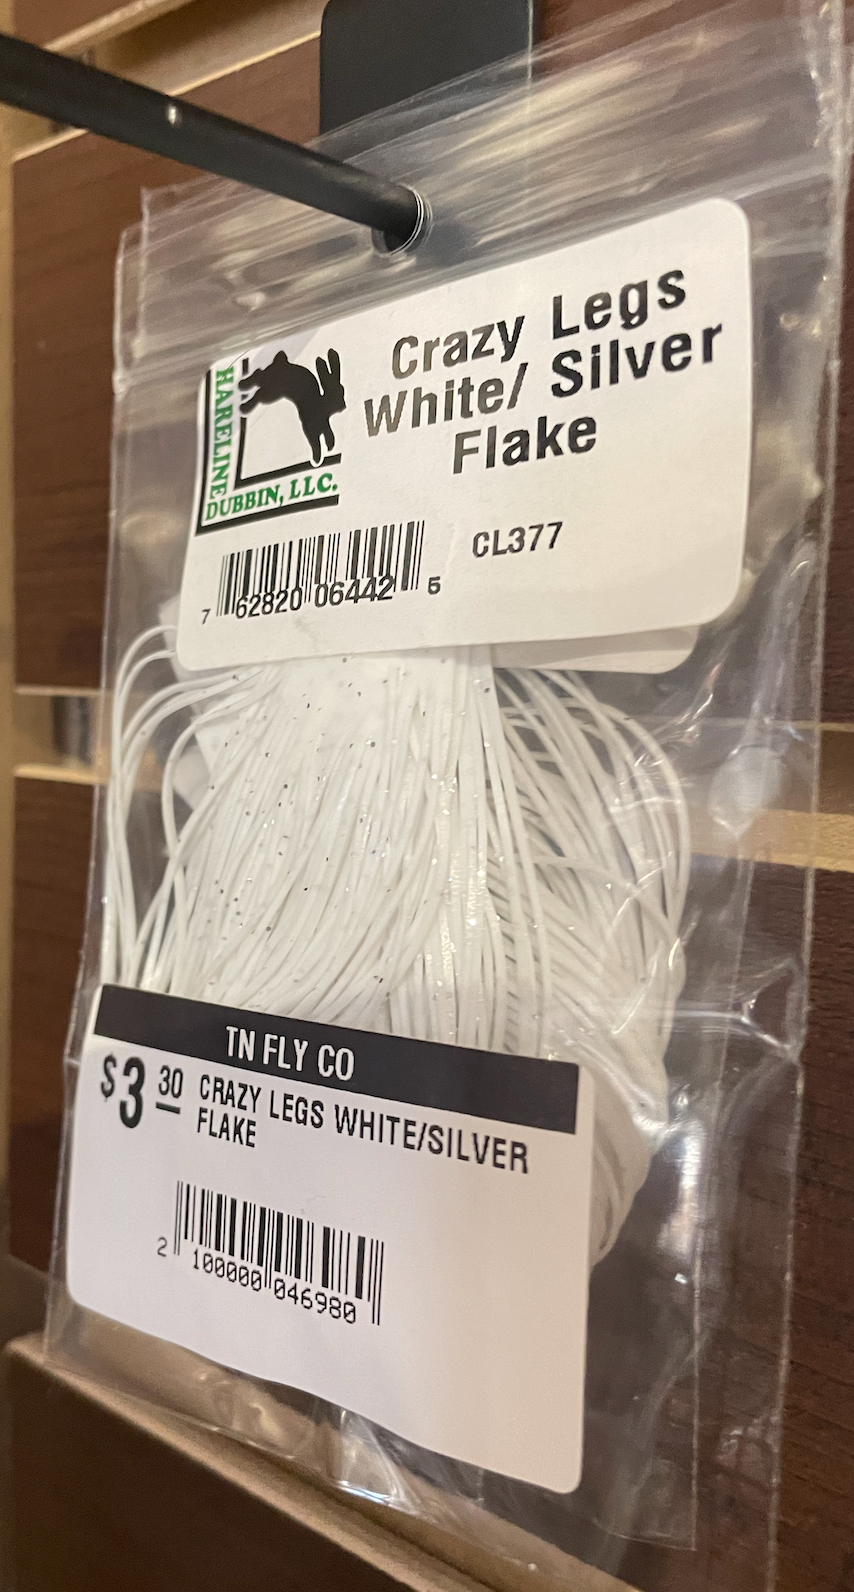 Crazy Legs
White/ Silver
Flake
HARELINE
DUBBIN, LLC.
CL377
7 62820 06442 5
TN FLY CO
$3 30 CRAZY LEGS WHITE/SILVER
FLAKE
2 100000 046980